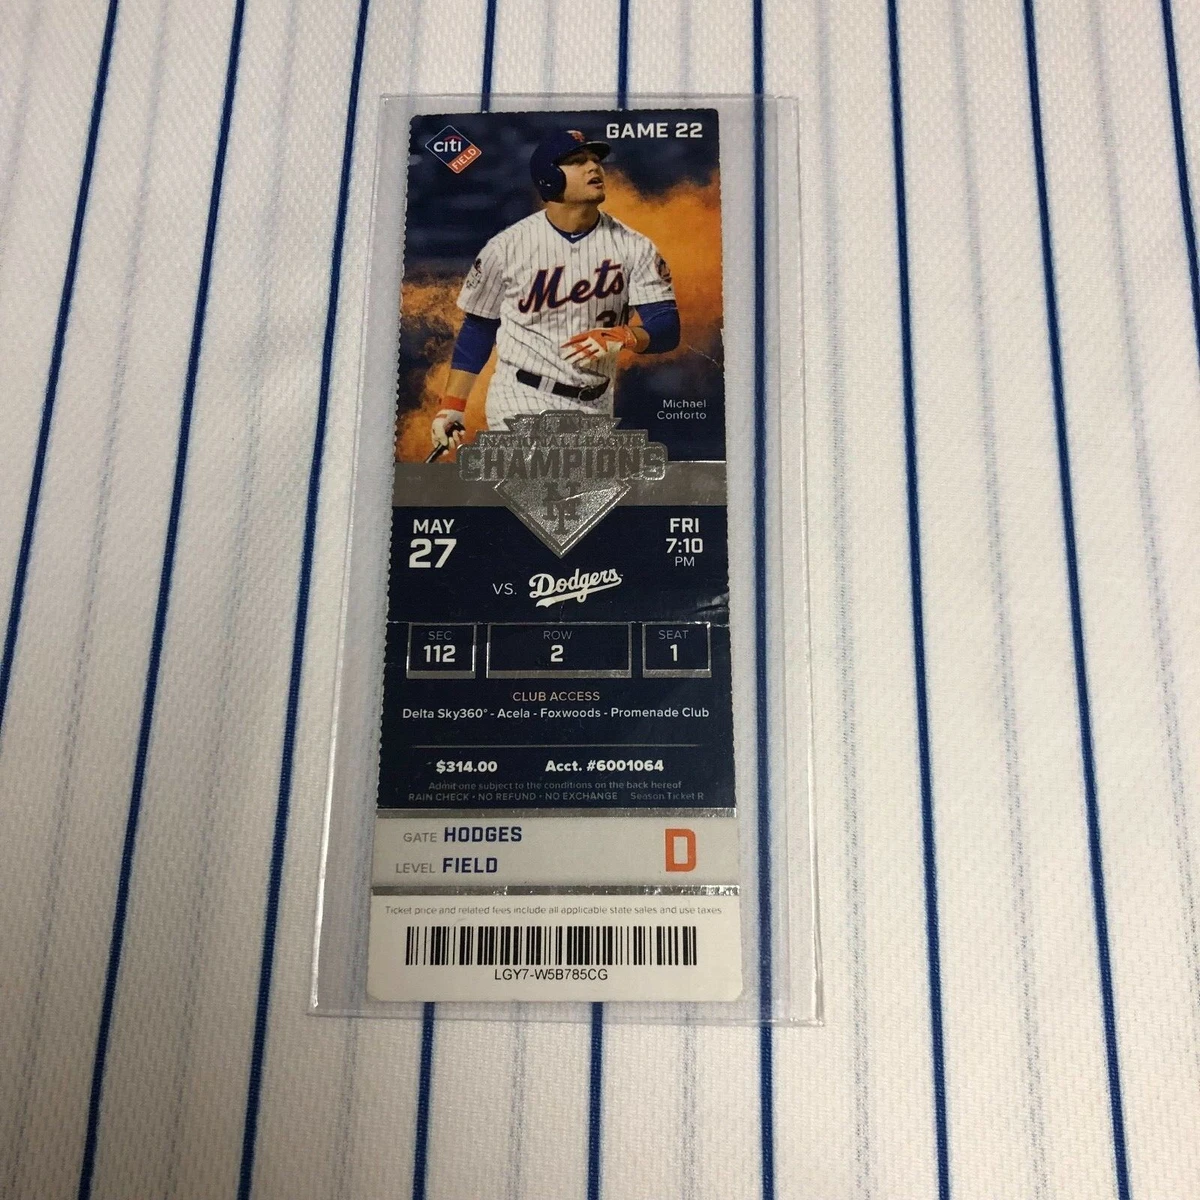 citi
FIELD
GAME 22
Mets
3
Michael
Conforto
NATIONAL LEAGUE
CHAMPIONS
NY
MAY
27
FRI
7:10
PM
VS. Dodgers
SEC
112
ROW
2
SEAT
1
CLUB ACCESS
Delta Sky360° - Acela - Foxwoods - Promenade Club
$314.00 Acct. #6001064
Admit one subject to the conditions on the back hereof
RAIN CHECK • NO REFUND • NO EXCHANGE Season Ticket R
GATE HODGES
LEVEL FIELD
D
Ticket price and related fees include all applicable state sales and use taxes
LGY7-W5B785CG